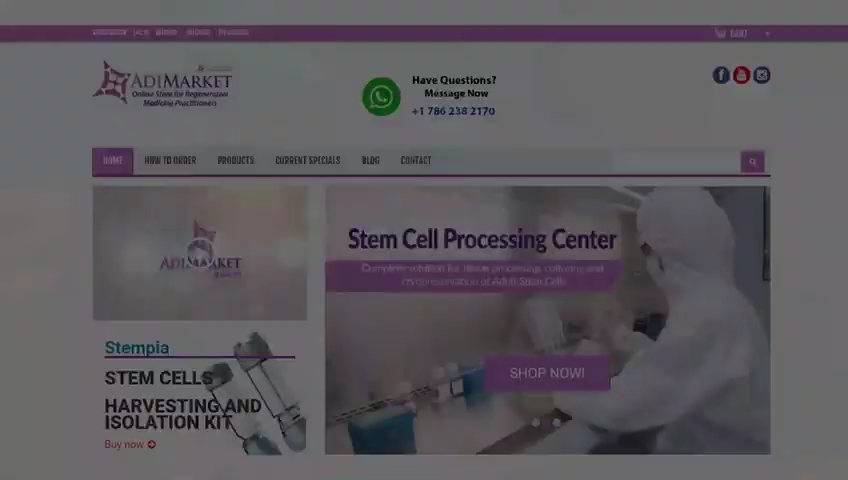 CART
ADIMARKET
Online Store for Regenerative
Medicine Practitioners
Have Questions?
Message Now
+1 786 238 2170
HOME
HOW TO ORDER
PRODUCTS
CURRENT SPECIALS
BLOG
CONTACT
ADIMARKET
Stem Cell Processing Center
Complete solution for tissue processing, culturing and
cryopreservation of Adult Stem Cells
SHOP NOW!
Stempia
STEM CELLS
HARVESTING AND
ISOLATION KIT
Buy now